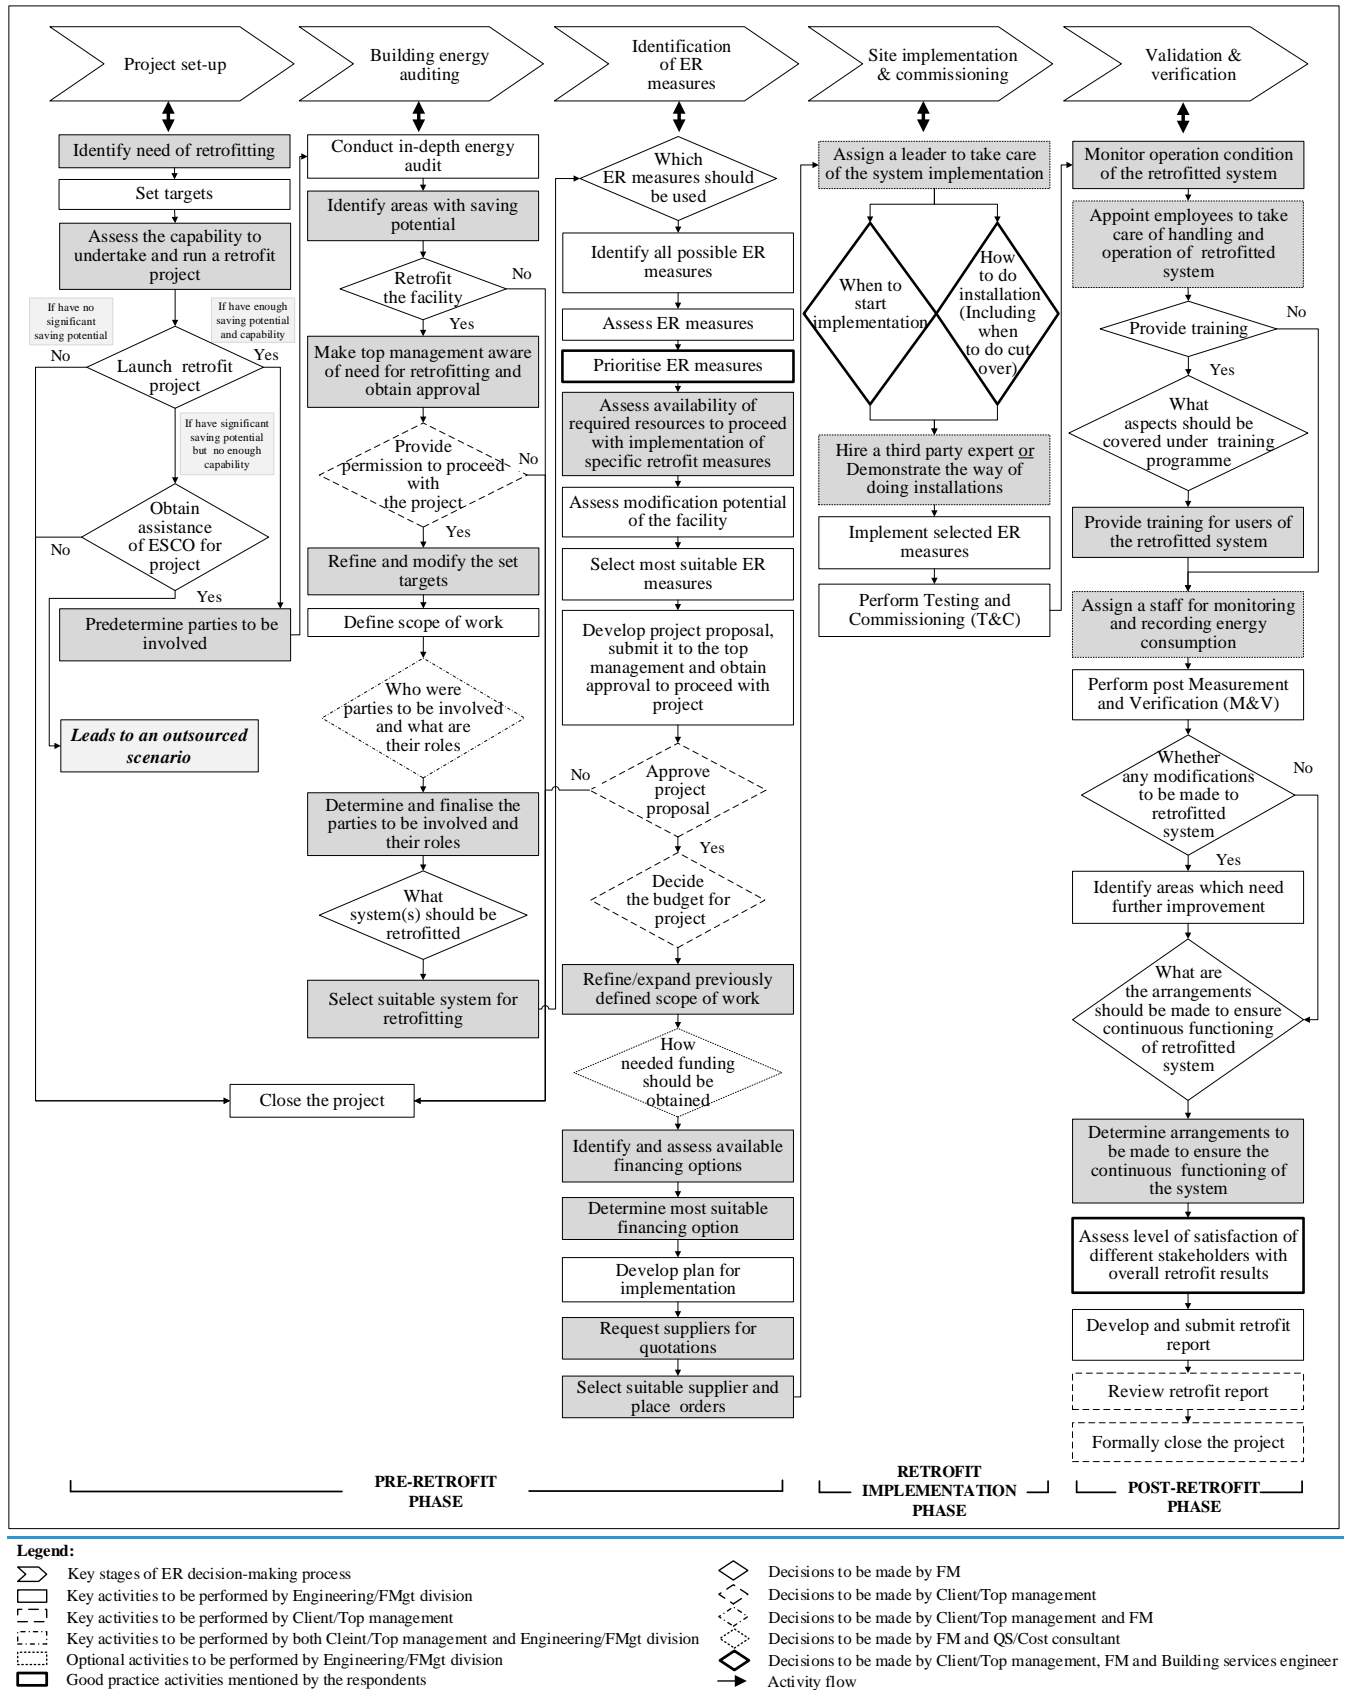 Project set-up
Building energy
auditing
Identification
of ER
measures
Site implementation
& commissioning
Validation &
verification
Identify need of retrofitting
Set targets
Assess the capability to
undertake and run a retrofit
project
If have no
significant
saving potential
If have enough
saving potential
and capability
No
Yes
Launch retrofit
project
If have significant
saving potential
but no enough
capability
Obtain
assistance
of ESCO for
project
No
Yes
Predetermine parties to be
involved
Leads to an outsourced
scenario
Close the project
Conduct in-depth energy
audit
Identify areas with saving
potential
Retrofit
the facility
No
Yes
Make top management aware
of need for retrofitting and
obtain approval
Provide
permission to proceed
with
the project
No
Yes
Refine and modify the set
targets
Define scope of work
Who were
parties to be involved
and what are
their roles
Determine and finalise the
parties to be involved and
their roles
What
system(s) should be
retrofitted
Select suitable system for
retrofitting
Which
ER measures should
be used
Identify all possible ER
measures
Assess ER measures
Prioritise ER measures
Assess availability of
required resources to proceed
with implementation of
specific retrofit measures
Assess modification potential
of the facility
Select most suitable ER
measures
Develop project proposal,
submit it to the top
management and obtain
approval to proceed with
project
No
Approve
project
proposal
Yes
Decide
the budget for
project
Refine/expand previously
defined scope of work
How
needed funding
should be
obtained
Identify and assess available
financing options
Determine most suitable
financing option
Develop plan for
implementation
Request suppliers for
quotations
Select suitable supplier and
place orders
Assign a leader to take care
of the system implementation
When to
start
implementation
How
to do
installation
(Including
when
to do cut
over)
Hire a third party expert or
Demonstrate the way of
doing installations
Implement selected ER
measures
Perform Testing and
Commissioning (T&C)
Monitor operation condition
of the retrofitted system
Appoint employees to take
care of handling and
operation of retrofitted
system
Provide training
No
Yes
What
aspects should be
covered under training
programme
Provide training for users of
the retrofitted system
Assign a staff for monitoring
and recording energy
consumption
Perform post Measurement
and Verification (M&V)
Whether
any modifications
to be made to
retrofitted
system
No
Yes
Identify areas which need
further improvement
What are
the arrangements
should be made to ensure
continuous functioning
of retrofitted
system
Determine arrangements to
be made to ensure the
continuous functioning of
the system
Assess level of satisfaction of
different stakeholders with
overall retrofit results
Develop and submit retrofit
report
Review retrofit report
Formally close the project
PRE-RETROFIT
PHASE
RETROFIT
IMPLEMENTATION
PHASE
POST-RETROFIT
PHASE
Legend:
Key stages of ER decision-making process
Key activities to be performed by Engineering/FMgt division
Key activities to be performed by Client/Top management
Key activities to be performed by both Cleint/Top management and Engineering/FMgt division
Optional activities to be performed by Engineering/FMgt division
Good practice activities mentioned by the respondents
Decisions to be made by FM
Decisions to be made by Client/Top management
Decisions to be made by Client/Top management and FM
Decisions to be made by FM and QS/Cost consultant
Decisions to be made by Client/Top management, FM and Building services engineer
Activity flow